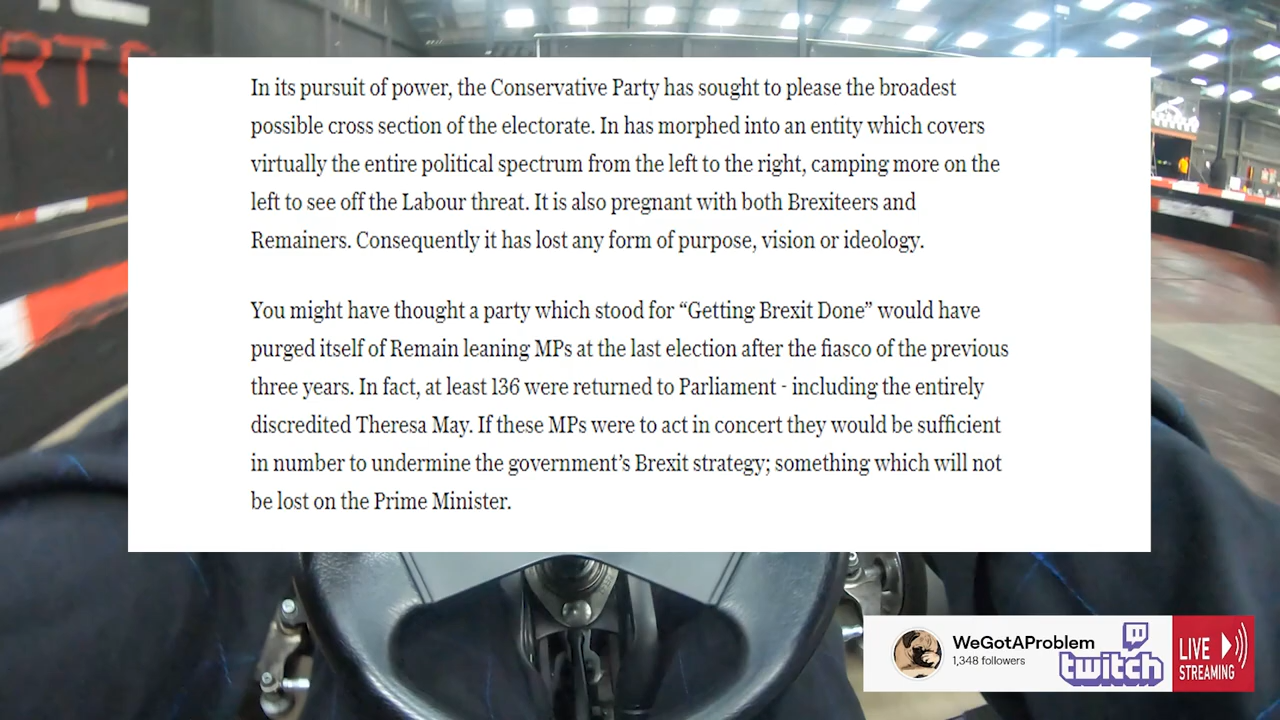 RTS
In its pursuit of power, the Conservative Party has sought to please the broadest
possible cross section of the electorate. In has morphed into an entity which covers
virtually the entire political spectrum from the left to the right, camping more on the
left to see off the Labour threat. It is also pregnant with both Brexiteers and
Remainers. Consequently it has lost any form of purpose, vision or ideology.
You might have thought a party which stood for “Getting Brexit Done” would have
purged itself of Remain leaning MPs at the last election after the fiasco of the previous
three years. In fact, at least 136 were returned to Parliament - including the entirely
discredited Theresa May. If these MPs were to act in concert they would be sufficient
in number to undermine the government’s Brexit strategy; something which will not
be lost on the Prime Minister.
WeGotAProblem
1,348 followers
twitch
LIVE
STREAMING